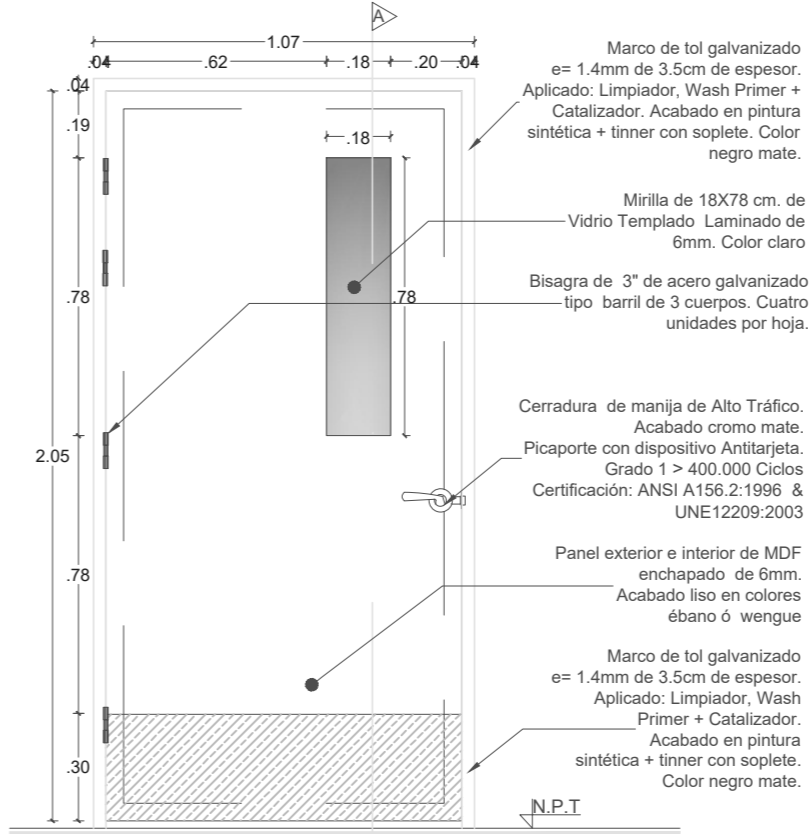 A
1.07
.04
.62
.18
.20
.04
.04
.19
.18
Marco de tol galvanizado
e= 1.4mm de 3.5cm de espesor.
Aplicado: Limpiador, Wash Primer +
Catalizador. Acabado en pintura
sintética + tinner con soplete. Color
negro mate.
Mirilla de 18X78 cm. de
Vidrio Templado Laminado de
6mm. Color claro
.78
.78
Bisagra de 3" de acero galvanizado
tipo barril de 3 cuerpos. Cuatro
unidades por hoja.
2.05
Cerradura de manija de Alto Tráfico.
Acabado cromo mate.
Picaporte con dispositivo Antitarjeta.
Grado 1 > 400.000 Ciclos
Certificación: ANSI A156.2:1996 &
UNE12209:2003
.78
Panel exterior e interior de MDF
enchapado de 6mm.
Acabado liso en colores
ébano ó wengue
Marco de tol galvanizado
e= 1.4mm de 3.5cm de espesor.
Aplicado: Limpiador, Wash
Primer + Catalizador.
Acabado en pintura
sintética + tinner con soplete.
Color negro mate.
.30
N.P.T